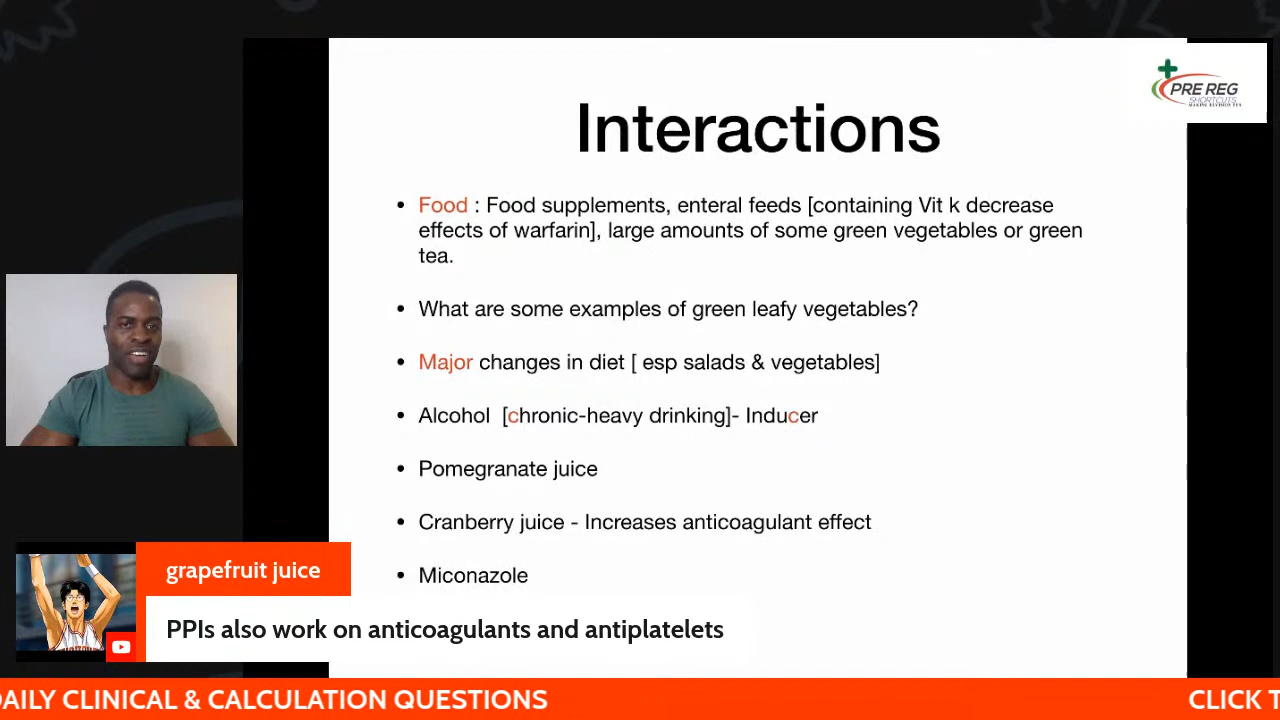 PRE REG
SHORTCUTS
MAKING REVISION FUN
Interactions
• Food : Food supplements, enteral feeds [containing Vit k decrease
effects of warfarin], large amounts of some green vegetables or green
tea.
• What are some examples of green leafy vegetables?
• Major changes in diet [ esp salads & vegetables]
• Alcohol [chronic-heavy drinking]- Inducer
• Pomegranate juice
• Cranberry juice - Increases anticoagulant effect
• Miconazole
grapefruit juice
PPIs also work on anticoagulants and antiplatelets
DAILY CLINICAL & CALCULATION QUESTIONS
CLICK T